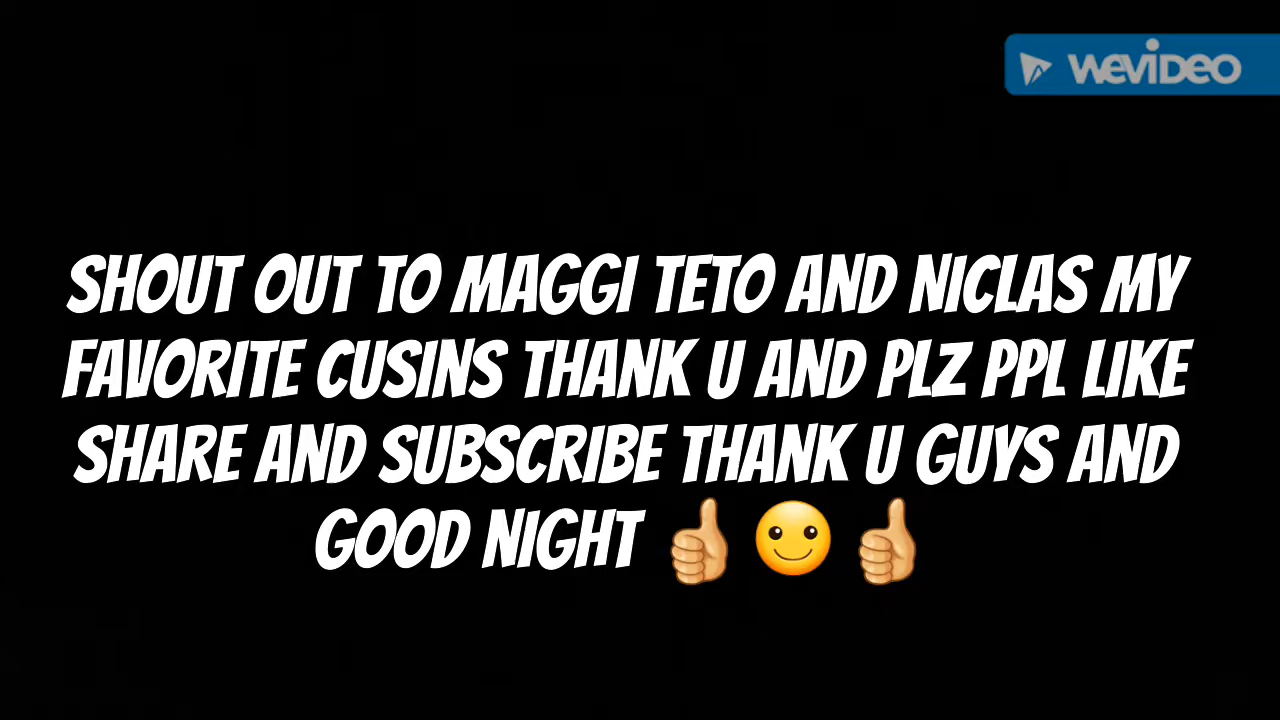 WEVIDEO
SHOUT OUT TO MAGGI TETO AND NICLAS MY
FAVORITE CUSINS THANK U AND PLZ PPL LIKE
SHARE AND SUBSCRIBE THANK U GUYS AND
GOOD NIGHT 👍 🙂 👍